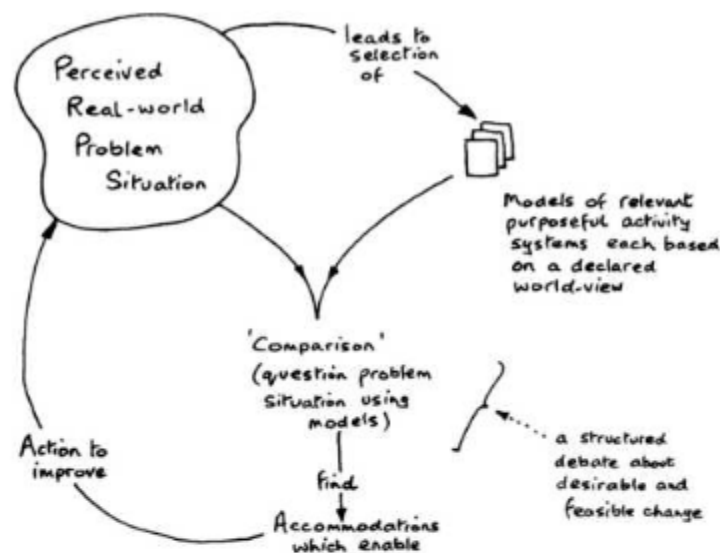 Perceived
Real-world
Problem
Situation
leads to
selection
of
Models of relevant
purposeful activity
systems each based
on a declared
world-view
'Comparison'
(question problem
situation using
models)
find
Accommodations
which enable
a structured
debate about
desirable and
feasible change
Action to
improve